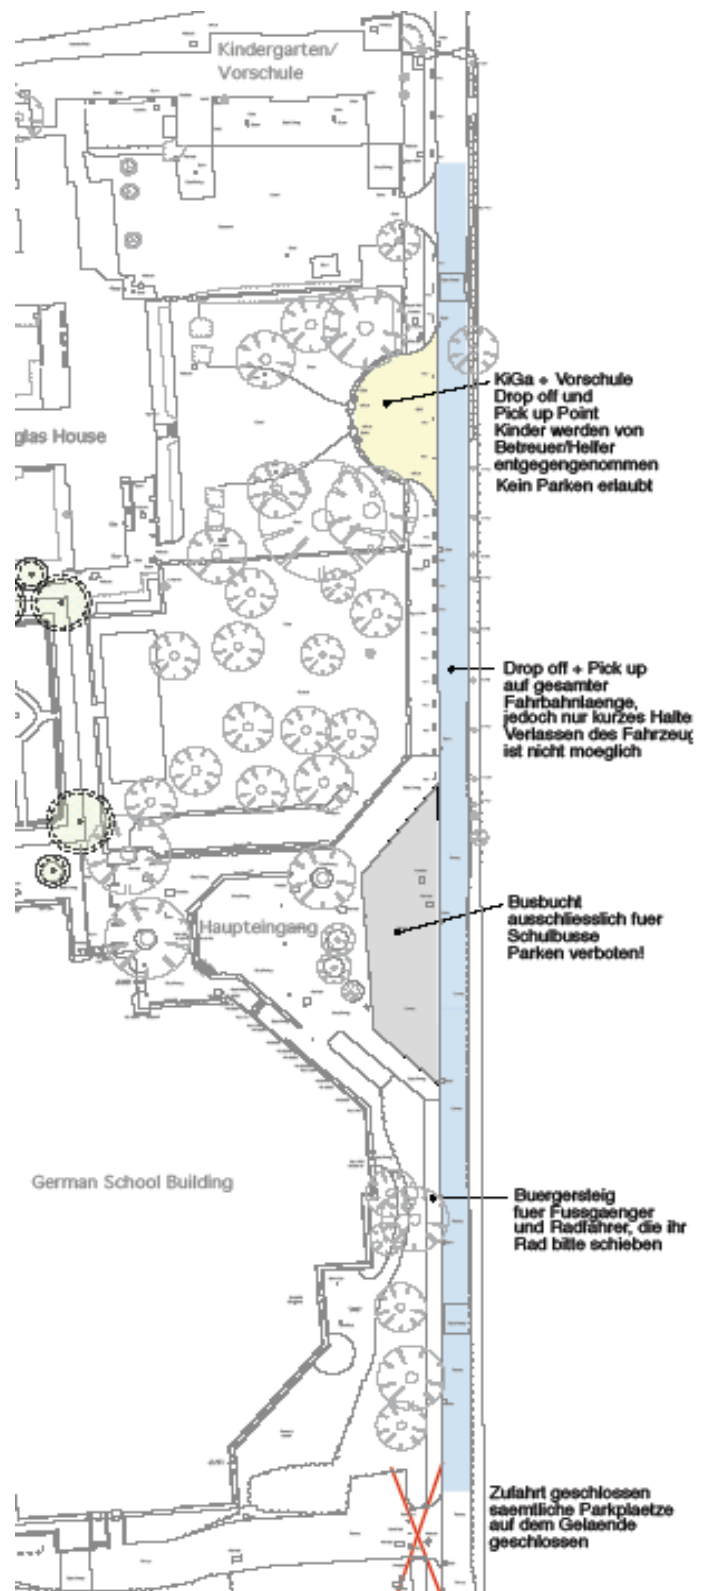 Kindergarten/
Vorschule
KiGa + Vorschule
Drop off und
Pick up Point
Kinder werden von
Betreuer/Helfer
entgegengenommen
Kein Parken erlaubt
glas House
Drop off + Pick up
auf gesamter
Fahrbahnlaenge,
jedoch nur kurzes Halte
Verlassen des Fahrzeug
ist nicht moeglich
Busbucht
ausschliesslich fuer
Schulbusse
Parken verboten!
Haupteingang
German School Building
Buergersteig
fuer Fussgaenger
und Radfahrer, die ihr
Rad bitte schieben
Zufahrt geschlossen
saemtliche Parkplaetze
auf dem Gelaende
geschlossen